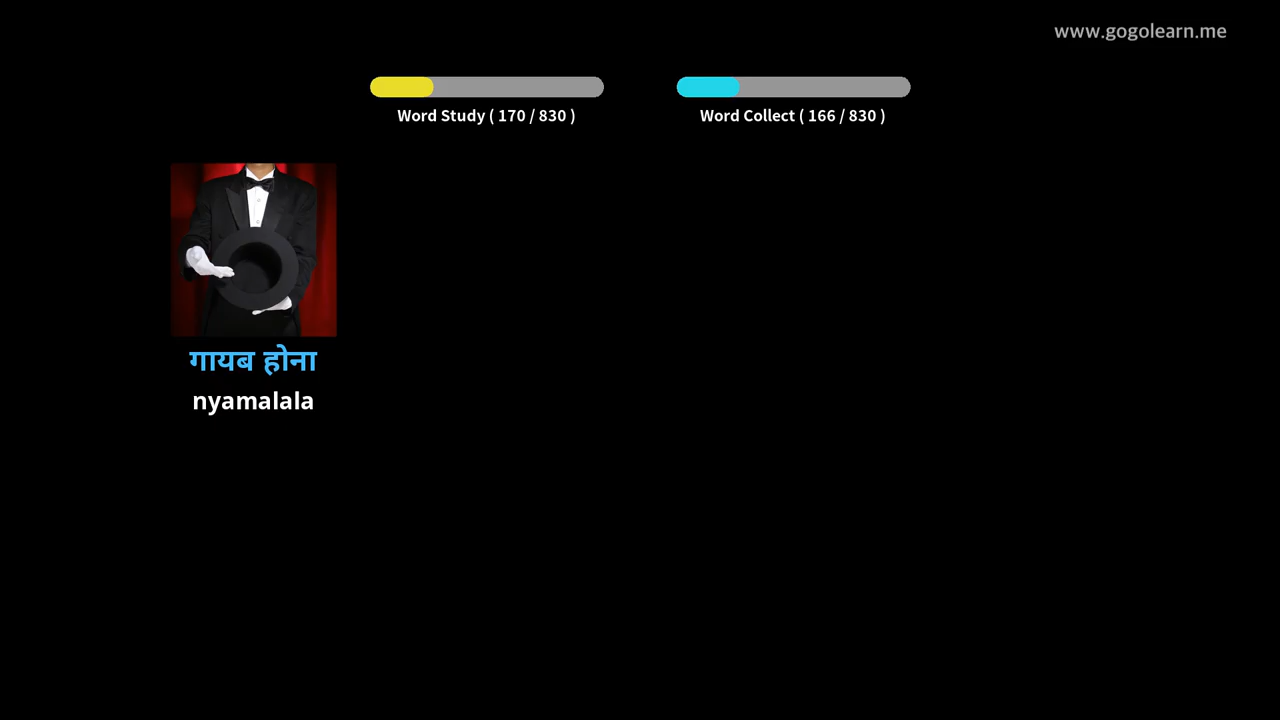 www.gogolearn.me
Word Study ( 170 / 830 )
Word Collect ( 166 / 830 )
गायब होना
nyamalala